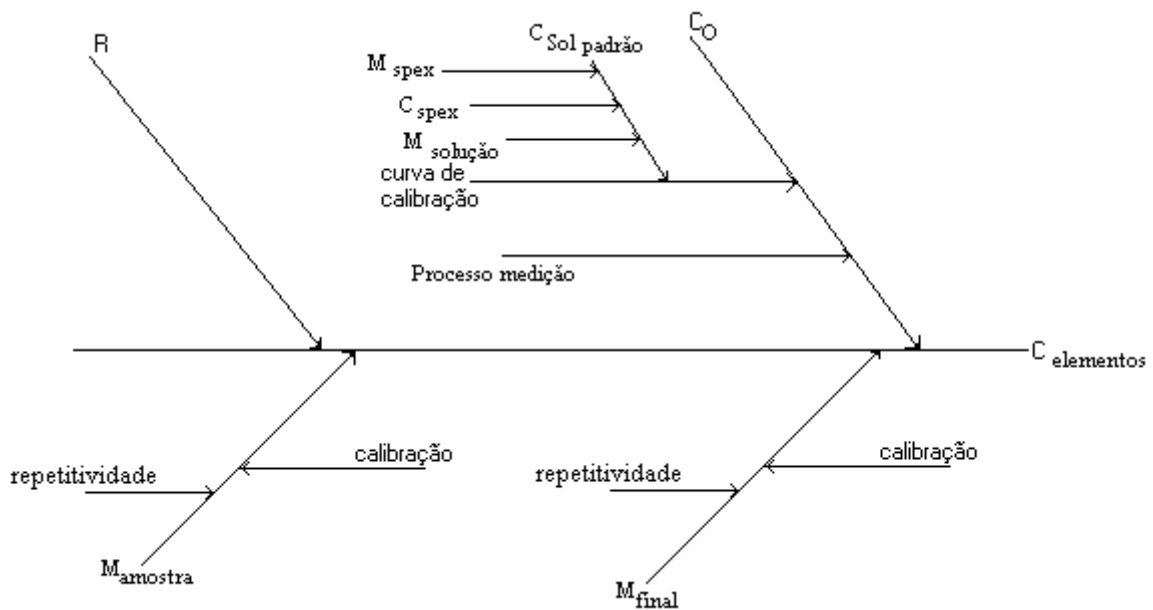 R
C Sol padrão
C O
M spex
C spex
M solução
curva de
calibração
Processo medição
C elementos
calibração
repetitividade
M amostra
calibração
repetitividade
M final